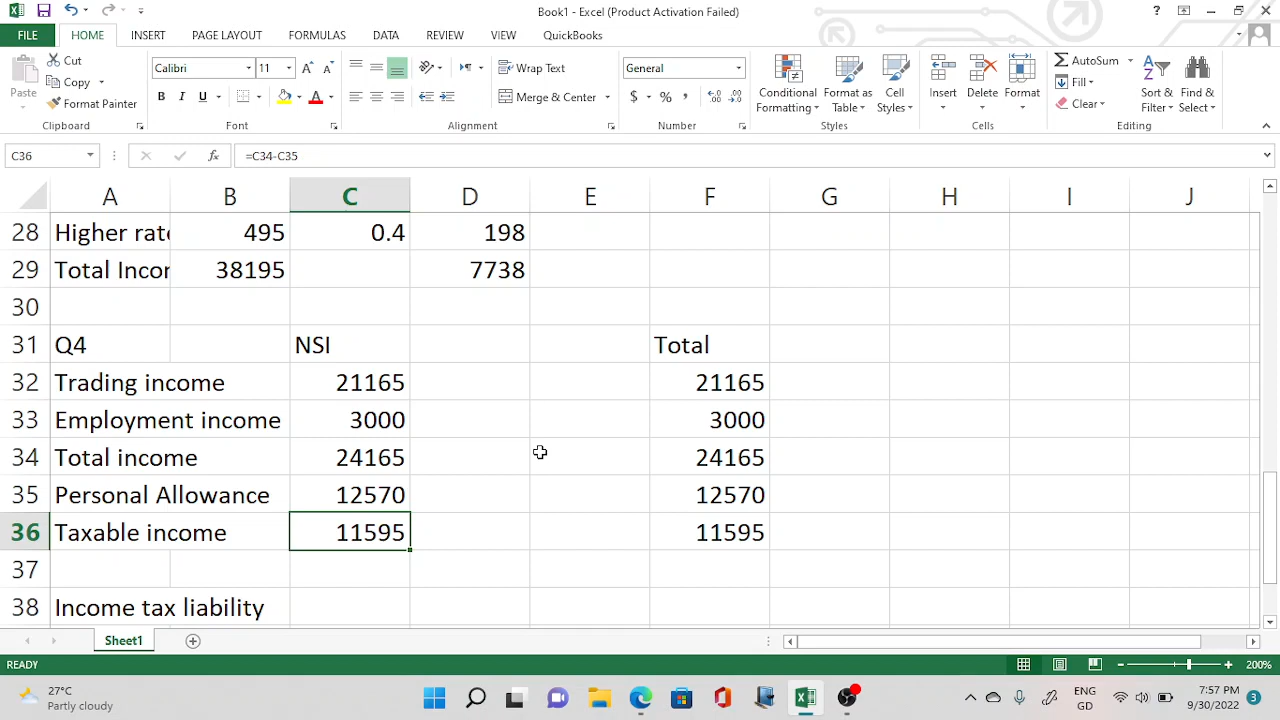 Book1 - Excel (Product Activation Failed)
FILE HOME INSERT PAGE LAYOUT FORMULAS DATA REVIEW VIEW QuickBooks
Paste Cut Copy Format Painter Clipboard
Calibri 11 B I U A Font
Wrap Text Merge & Center Alignment
General $ % , Number
Conditional Formatting Format as Table Cell Styles Styles
Insert Delete Format Cells
AutoSum Fill Clear Sort & Filter Find & Select Editing
C36 fx =C34-C35
A B C D E F G H I J
28 Higher rate 495 0.4 198
29 Total Incor 38195 7738
30
31 Q4 NSI Total
32 Trading income 21165 21165
33 Employment income 3000 3000
34 Total income 24165 24165
35 Personal Allowance 12570 12570
36 Taxable income 11595 11595
37
38 Income tax liability
Sheet1
READY 200%
27°C
Partly cloudy
ENG
GD
7:57 PM
9/30/2022
3